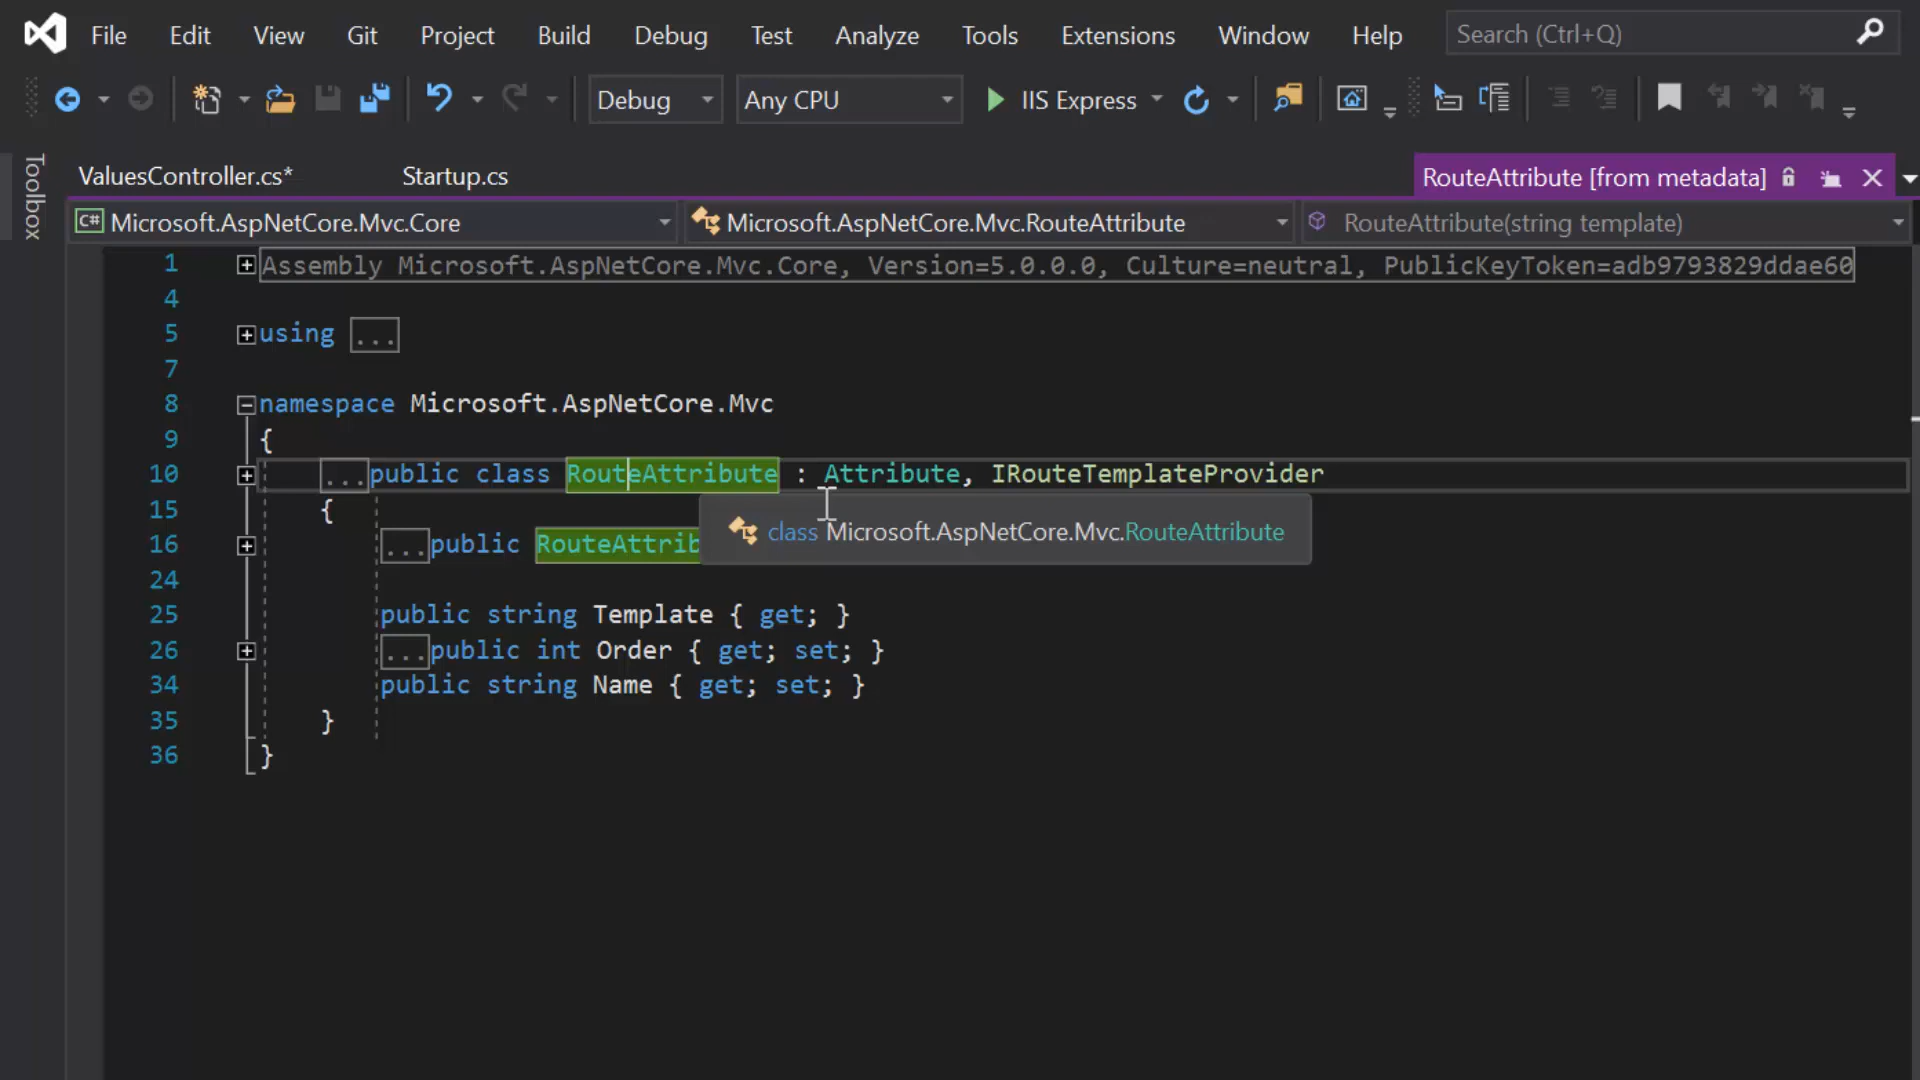 File Edit View Git Project Build Debug Test Analyze Tools Extensions Window Help Search (Ctrl+Q)
Debug Any CPU IIS Express
Toolbox
ValuesController.cs* Startup.cs RouteAttribute [from metadata]
C# Microsoft.AspNetCore.Mvc.Core Microsoft.AspNetCore.Mvc.RouteAttribute RouteAttribute(string template)
1 Assembly Microsoft.AspNetCore.Mvc.Core, Version=5.0.0.0, Culture=neutral, PublicKeyToken=adb9793829ddae60
4
5 using ...
7
8 namespace Microsoft.AspNetCore.Mvc
9 {
10 ...public class RouteAttribute : Attribute, IRouteTemplateProvider
15 {
class Microsoft.AspNetCore.Mvc.RouteAttribute
16 ...public RouteAttrib
24
25 public string Template { get; }
26 ...public int Order { get; set; }
34 public string Name { get; set; }
35 }
36 }